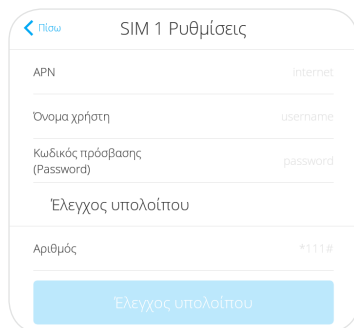 Πίσω SIM 1 Ρυθμίσεις
APN internet
Όνομα χρήστη username
Κωδικός πρόσβασης
(Password) password
Έλεγχος υπολοίπου
Αριθμός *111#
Έλεγχος υπολοίπου